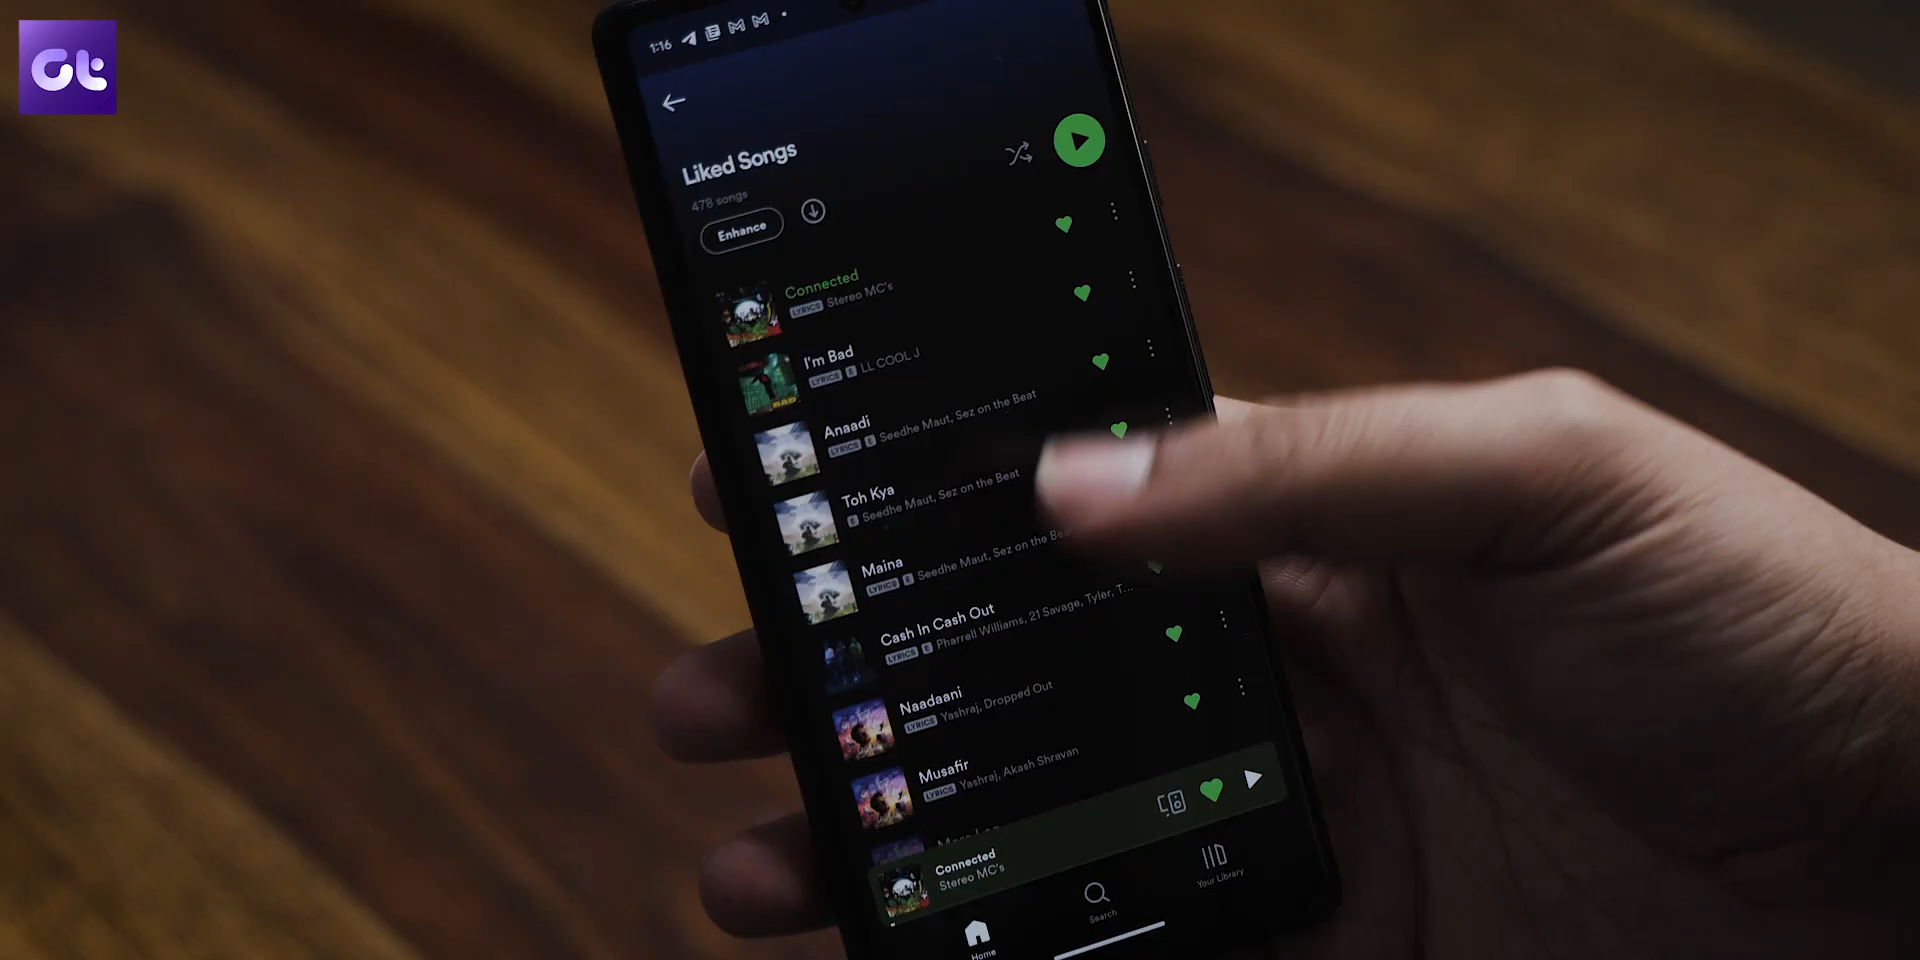 Gt
1:16
Liked Songs
478 songs
Enhance
Connected
LYRICS Stereo MC's
I'm Bad
LYRICS E LL COOL J
BAD
Anaadi
LYRICS E Seedhe Maut, Sez on the Beat
Toh Kya
E Seedhe Maut, Sez on the Beat
Maina
LYRICS E Seedhe Maut, Sez on the
Cash In Cash Out
LYRICS E Pharrell Williams, 21 Savage, Tyler, T...
Naadaani
LYRICS Yashraj, Dropped Out
Musafir
LYRICS Yashraj, Akash Shravan
Connected
Stereo MC's
Home
Search
Your Library